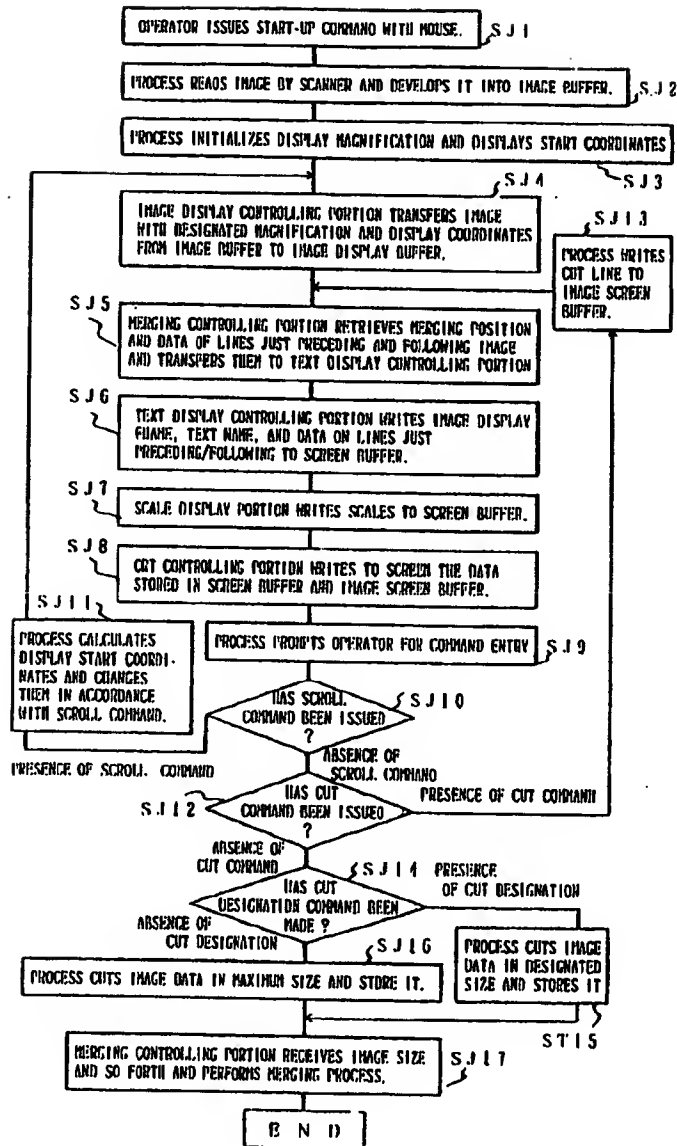 OPERATOR ISSUES START-UP COMMAND WITH MOUSE.
SJ1
PROCESS READS IMAGE BY SCANNER AND DEVELOPS IT INTO IMAGE BUFFER.
SJ2
PROCESS INITIALIZES DISPLAY MAGNIFICATION AND DISPLAYS START COORDINATES
SJ3
SJ4
IMAGE DISPLAY CONTROLLING PORTION TRANSFERS IMAGE
WITH DESIGNATED MAGNIFICATION AND DISPLAY COORDINATES
FROM IMAGE BUFFER TO IMAGE DISPLAY BUFFER.
SJ13
PROCESS WRITES
CUT LINE TO
IMAGE SCREEN
BUFFER.
SJ5
MERGING CONTROLLING PORTION RETRIEVES MERGING POSITION
AND DATA OF LINES JUST PRECEDING AND FOLLOWING IMAGE
AND TRANSFERS THEM TO TEXT DISPLAY CONTROLLING PORTION
SJ6
TEXT DISPLAY CONTROLLING PORTION WRITES IMAGE DISPLAY
FRAME, TEXT NAME, AND DATA ON LINES JUST
PRECEDING/FOLLOWING TO SCREEN BUFFER.
SJ7
SCALE DISPLAY PORTION WRITES SCALES TO SCREEN BUFFER.
SJ8
CRT CONTROLLING PORTION WRITES TO SCREEN THE DATA
STORED IN SCREEN BUFFER AND IMAGE SCREEN BUFFER.
SJ11
PROCESS CALCULATES
DISPLAY START COORDI-
NATES AND CHANGES
THEM IN ACCORDANCE
WITH SCROLL COMMAND.
PROCESS PROMPTS OPERATOR FOR COMMAND ENTRY
SJ9
HAS SCROLL
COMMAND BEEN ISSUED
?
SJ10
PRESENCE OF SCROLL COMMAND
ABSENCE OF
SCROLL COMMAND
SJ12
HAS CUT
COMMAND BEEN ISSUED
?
PRESENCE OF CUT COMMAND
ABSENCE OF
CUT COMMAND
SJ14
HAS CUT
DESIGNATION COMMAND BEEN
MADE ?
PRESENCE
OF CUT DESIGNATION
ABSENCE OF
CUT DESIGNATION
SJ16
PROCESS CUTS IMAGE DATA IN MAXIMUM SIZE AND STORE IT.
PROCESS CUTS IMAGE
DATA IN DESIGNATED
SIZE AND STORES IT
ST15
MERGING CONTROLLING PORTION RECEIVES IMAGE SIZE
AND SO FORTH AND PERFORMS MERGING PROCESS.
SJ17
END